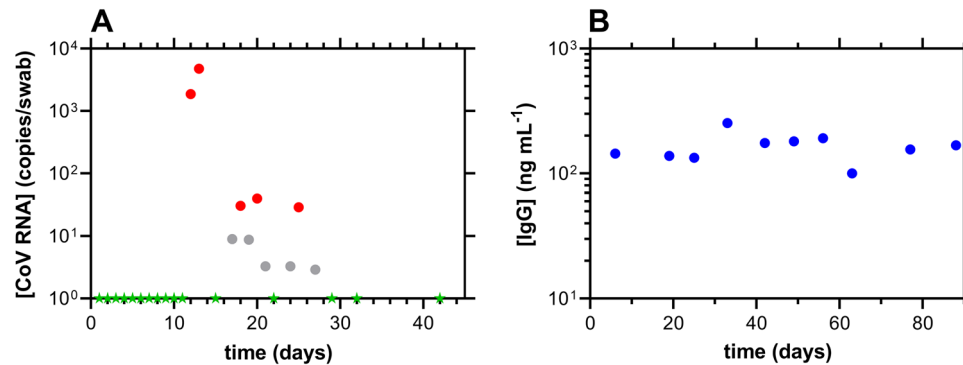 A
[CoV RNA] (copies/swab)
10⁴
10³
10²
10¹
10⁰
0 10 20 30 40
time (days)
B
[IgG] (ng mL⁻¹)
10³
10²
10¹
0 20 40 60 80
time (days)